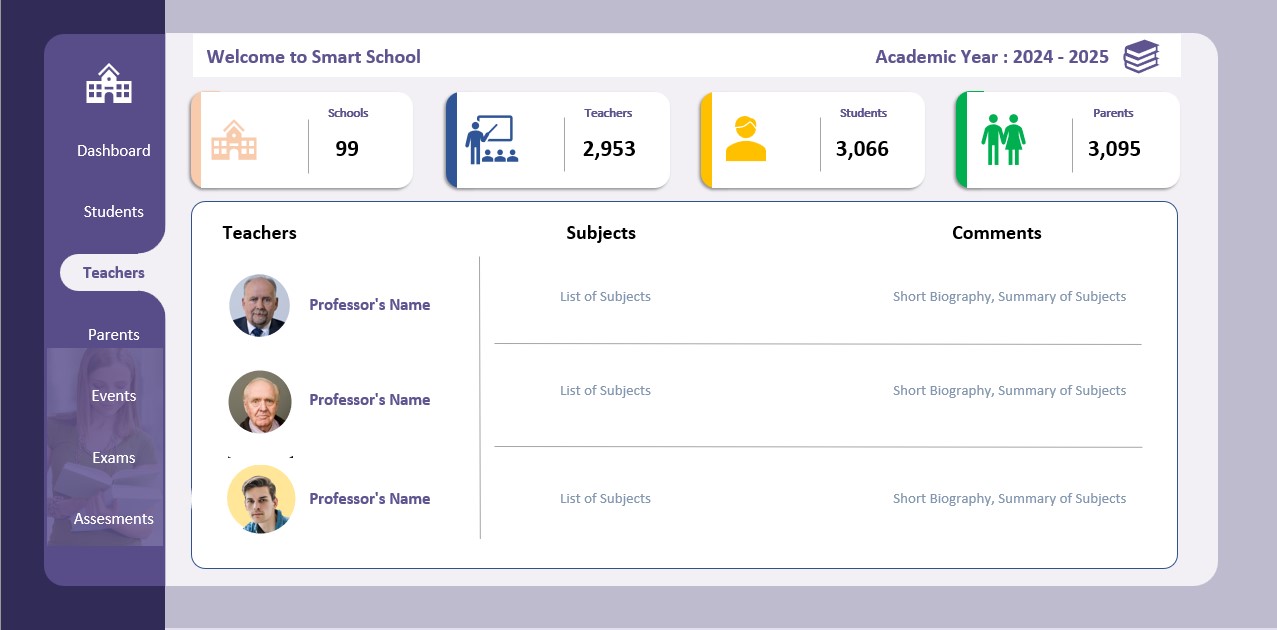 Welcome to Smart School
Academic Year : 2024 - 2025
Schools
99
Teachers
2,953
Students
3,066
Parents
3,095
Dashboard
Students
Teachers
Parents
Events
Exams
Assesments
Teachers
Subjects
Comments
Professor's Name
List of Subjects
Short Biography, Summary of Subjects
Professor's Name
List of Subjects
Short Biography, Summary of Subjects
Professor's Name
List of Subjects
Short Biography, Summary of Subjects